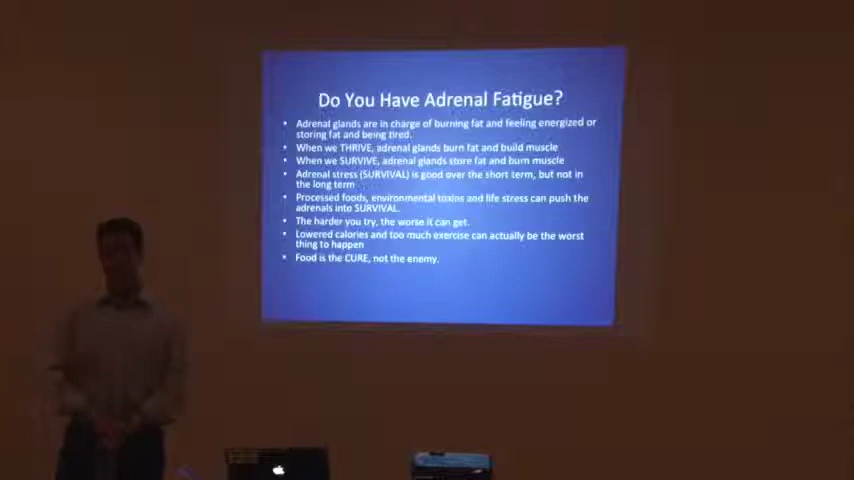 Do You Have Adrenal Fatigue?
• Adrenal glands are in charge of burning fat and feeling energized or
storing fat and being tired.
• When we THRIVE, adrenal glands burn fat and build muscle
• When we SURVIVE, adrenal glands store fat and burn muscle
• Adrenal stress (SURVIVAL) is good over the short term, but not in
the long term
• Processed foods, environmental toxins and life stress can push the
adrenals into SURVIVAL.
• The harder you try, the worse it can get.
• Lowered calories and too much exercise can actually be the worst
thing to happen
• Food is the CURE, not the enemy.